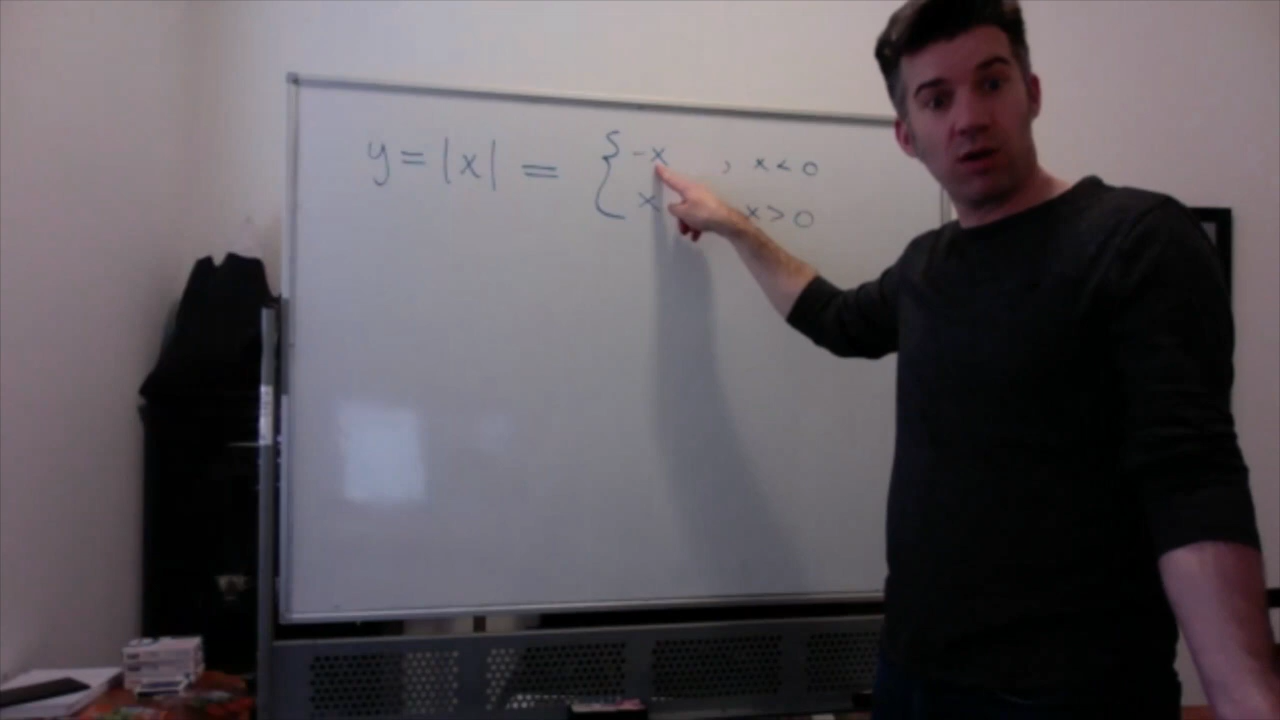 y = |x| = { -x , x < 0
x x > 0